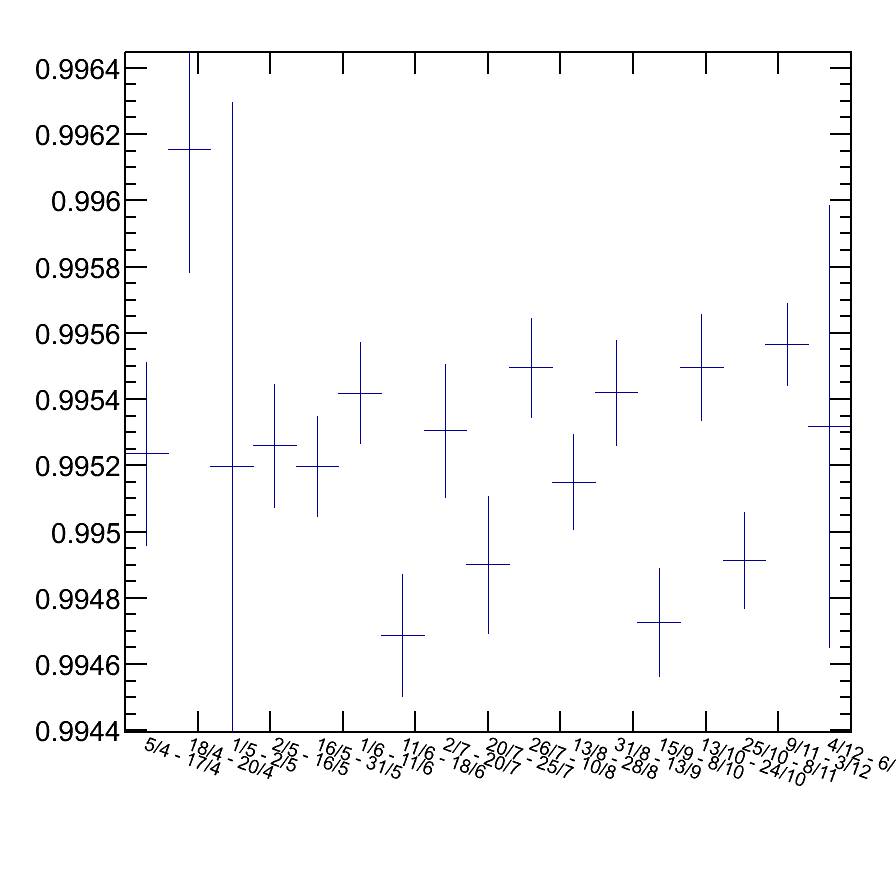 0.9964
0.9962
0.996
0.9958
0.9956
0.9954
0.9952
0.995
0.9948
0.9946
0.9944
5/4 - 17/4
18/4 - 20/4
1/5 - 2/5
2/5 - 16/5
16/5 - 31/5
1/6 - 11/6
11/6 - 18/6
2/7 - 20/7
20/7 - 25/7
26/7 - 10/8
13/8 - 28/8
31/8 - 13/9
15/9 - 8/10
13/10 - 24/10
25/10 - 8/11
9/11 - 3/12
4/12 - 6/